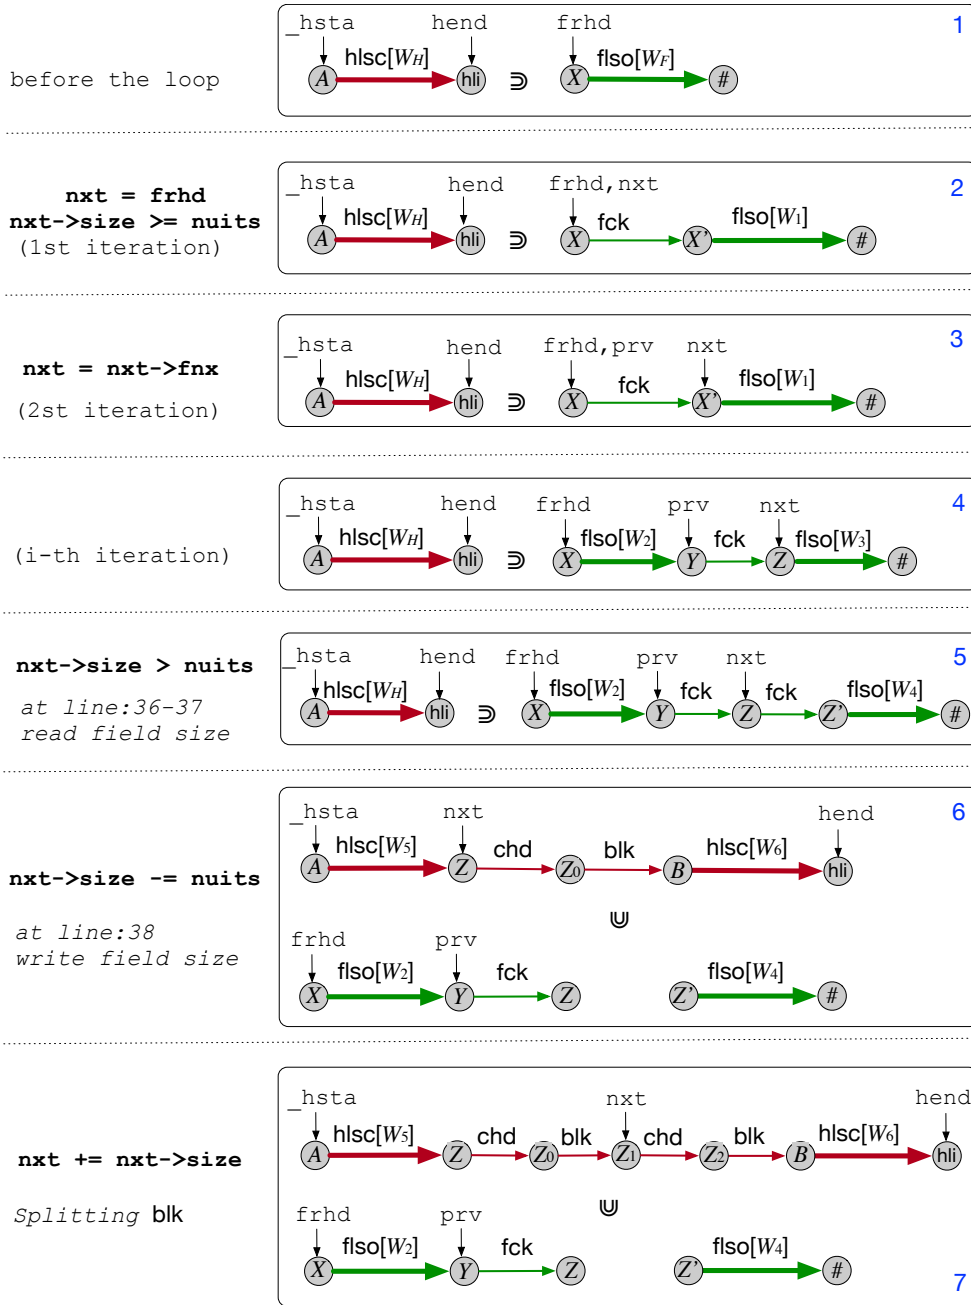 _hsta hend frhd 1
hlsc[WH] flso[WF]
before the loop A hli ⋑ X #
nxt = frhd _hsta hend frhd,nxt 2
nxt->size >= nuits hlsc[WH] fck flso[W1]
(1st iteration) A hli ⋑ X X' #
_hsta hend frhd,prv nxt 3
nxt = nxt->fnx hlsc[WH] fck flso[W1]
(2st iteration) A hli ⋑ X X' #
_hsta hend frhd prv nxt 4
hlsc[WH] flso[W2] fck flso[W3]
(i-th iteration) A hli ⋑ X Y Z #
nxt->size > nuits _hsta hend frhd prv nxt 5
hlsc[WH] flso[W2] fck fck flso[W4]
at line:36-37 A hli ⋑ X Y Z Z' #
read field size
_hsta nxt hend 6
hlsc[W5] chd blk hlsc[W6]
nxt->size -= nuits A Z Z0 B hli
⋓
at line:38 frhd prv
write field size flso[W2] fck flso[W4]
X Y Z Z' #
_hsta nxt hend
hlsc[W5] chd blk chd blk hlsc[W6]
nxt += nxt->size A Z Z0 Z1 Z2 B hli
Splitting blk ⋓
frhd prv
flso[W2] fck flso[W4]
X Y Z Z' #
7